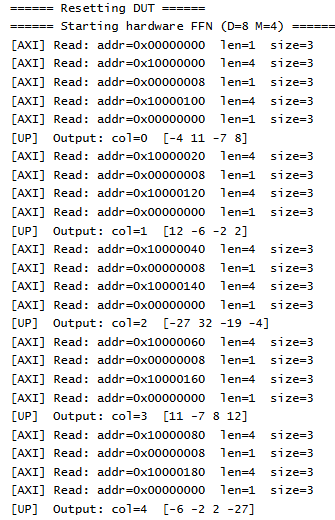 ====== Resetting DUT ======
====== Starting hardware FFN (D=8 M=4) ======
[AXI] Read: addr=0x00000000  len=1  size=3
[AXI] Read: addr=0x10000000  len=4  size=3
[AXI] Read: addr=0x00000008  len=1  size=3
[AXI] Read: addr=0x10000100  len=4  size=3
[AXI] Read: addr=0x00000000  len=1  size=3
[UP]  Output: col=0  [-4 11 -7 8]
[AXI] Read: addr=0x10000020  len=4  size=3
[AXI] Read: addr=0x00000008  len=1  size=3
[AXI] Read: addr=0x10000120  len=4  size=3
[AXI] Read: addr=0x00000000  len=1  size=3
[UP]  Output: col=1  [12 -6 -2 2]
[AXI] Read: addr=0x10000040  len=4  size=3
[AXI] Read: addr=0x00000008  len=1  size=3
[AXI] Read: addr=0x10000140  len=4  size=3
[AXI] Read: addr=0x00000000  len=1  size=3
[UP]  Output: col=2  [-27 32 -19 -4]
[AXI] Read: addr=0x10000060  len=4  size=3
[AXI] Read: addr=0x00000008  len=1  size=3
[AXI] Read: addr=0x10000160  len=4  size=3
[AXI] Read: addr=0x00000000  len=1  size=3
[UP]  Output: col=3  [11 -7 8 12]
[AXI] Read: addr=0x10000080  len=4  size=3
[AXI] Read: addr=0x00000008  len=1  size=3
[AXI] Read: addr=0x10000180  len=4  size=3
[AXI] Read: addr=0x00000000  len=1  size=3
[UP]  Output: col=4  [-6 -2 2 -27]